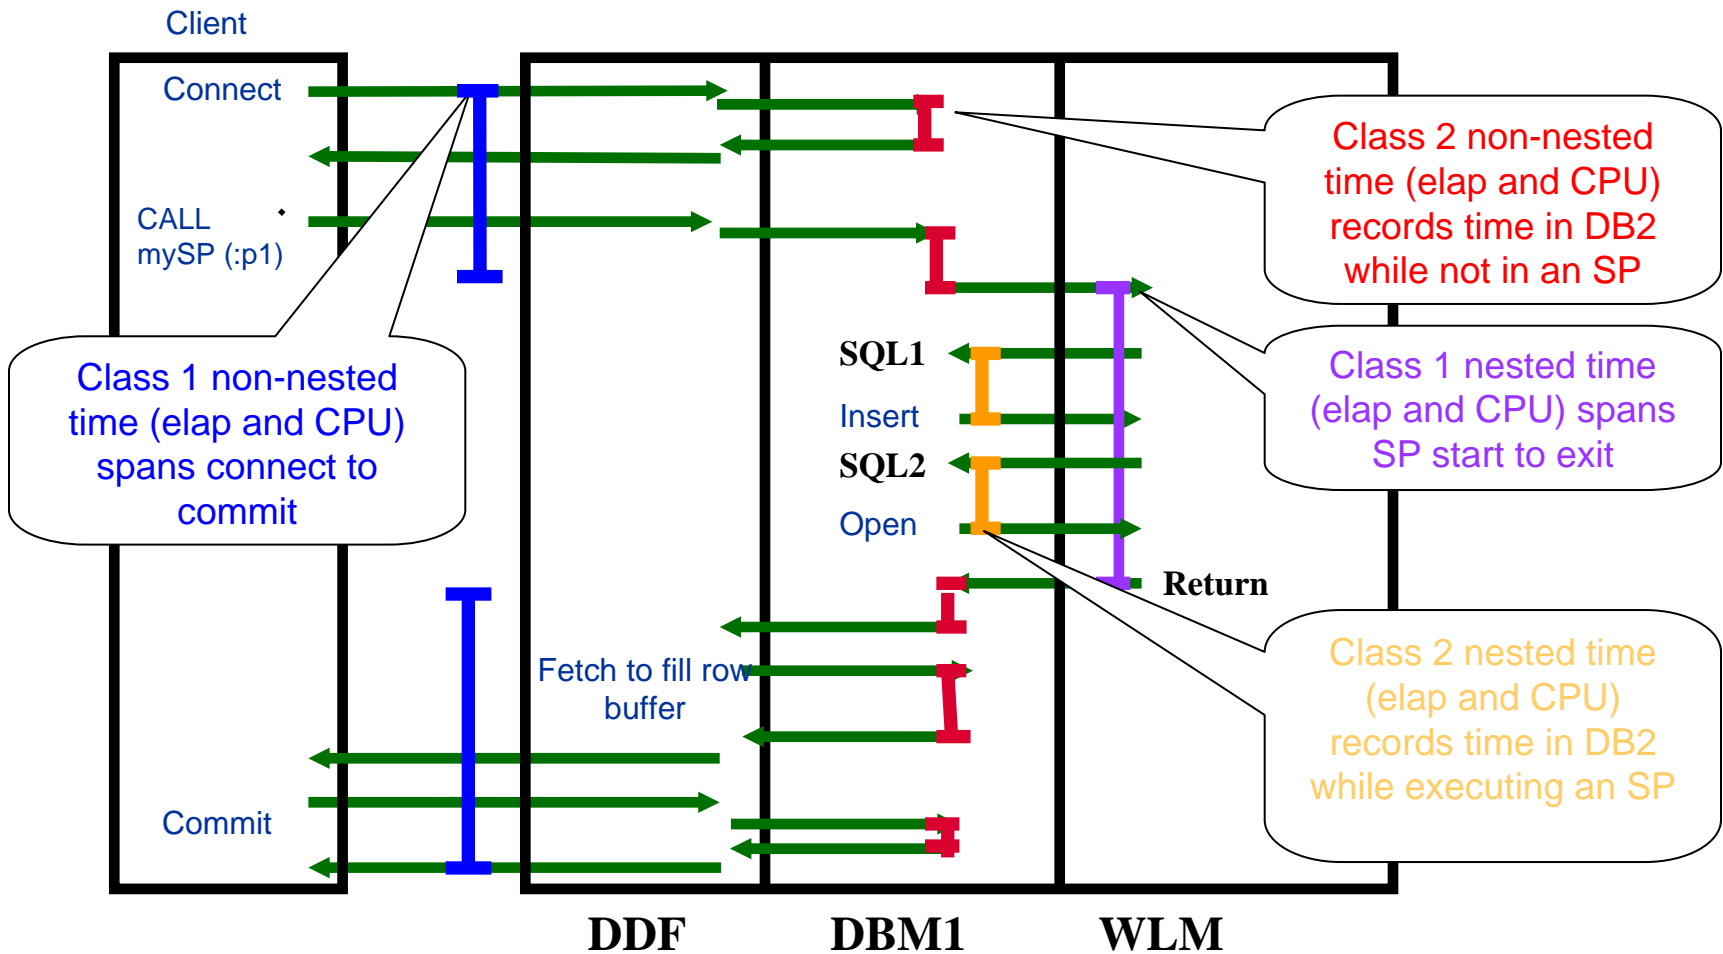 Client
Connect
CALL
mySP (:p1)
Class 1 non-nested
time (elap and CPU)
spans connect to
commit
Commit
Class 2 non-nested
time (elap and CPU)
records time in DB2
while not in an SP
SQL1
Insert
SQL2
Open
Class 1 nested time
(elap and CPU) spans
SP start to exit
Return
Fetch to fill row
buffer
Class 2 nested time
(elap and CPU)
records time in DB2
while executing an SP
DDF
DBM1
WLM